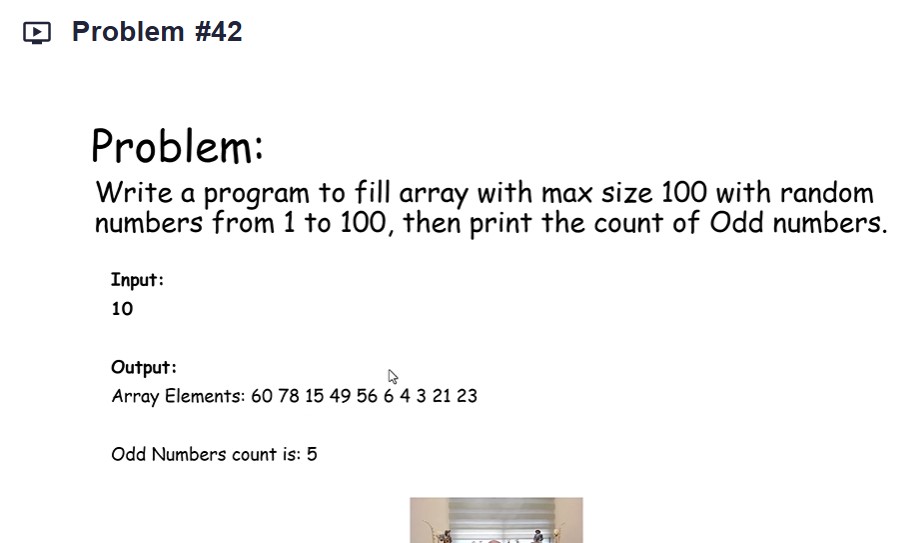 Problem #42
Problem:
Write a program to fill array with max size 100 with random
numbers from 1 to 100, then print the count of Odd numbers.
Input:
10
Output:
Array Elements: 60 78 15 49 56 6 4 3 21 23
Odd Numbers count is: 5